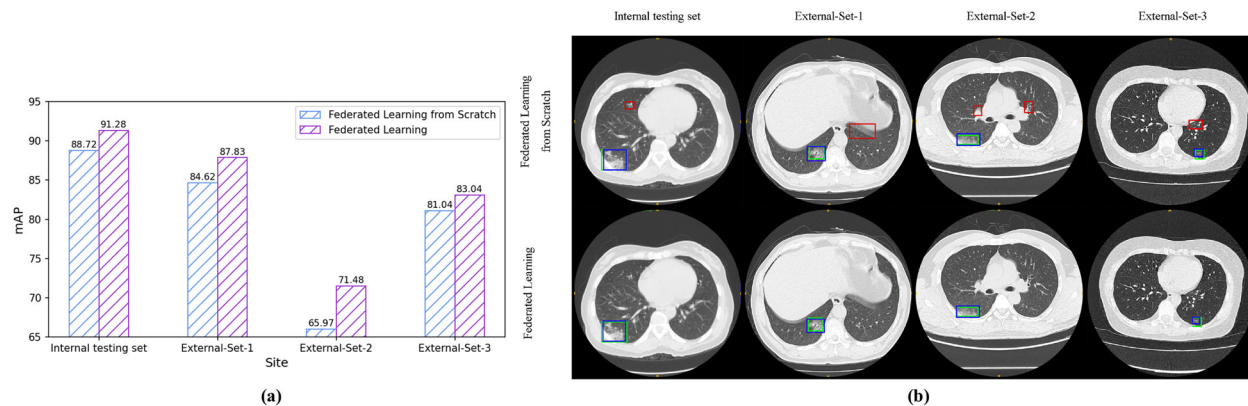 95
90
85
80
75
70
65
mAP
Federated Learning from Scratch
Federated Learning
88.72
91.28
84.62
87.83
65.97
71.48
81.04
83.04
Internal testing set
External-Set-1
External-Set-2
External-Set-3
Site
(a)
Internal testing set
External-Set-1
External-Set-2
External-Set-3
Federated Learning
from Scratch
Federated Learning
(b)